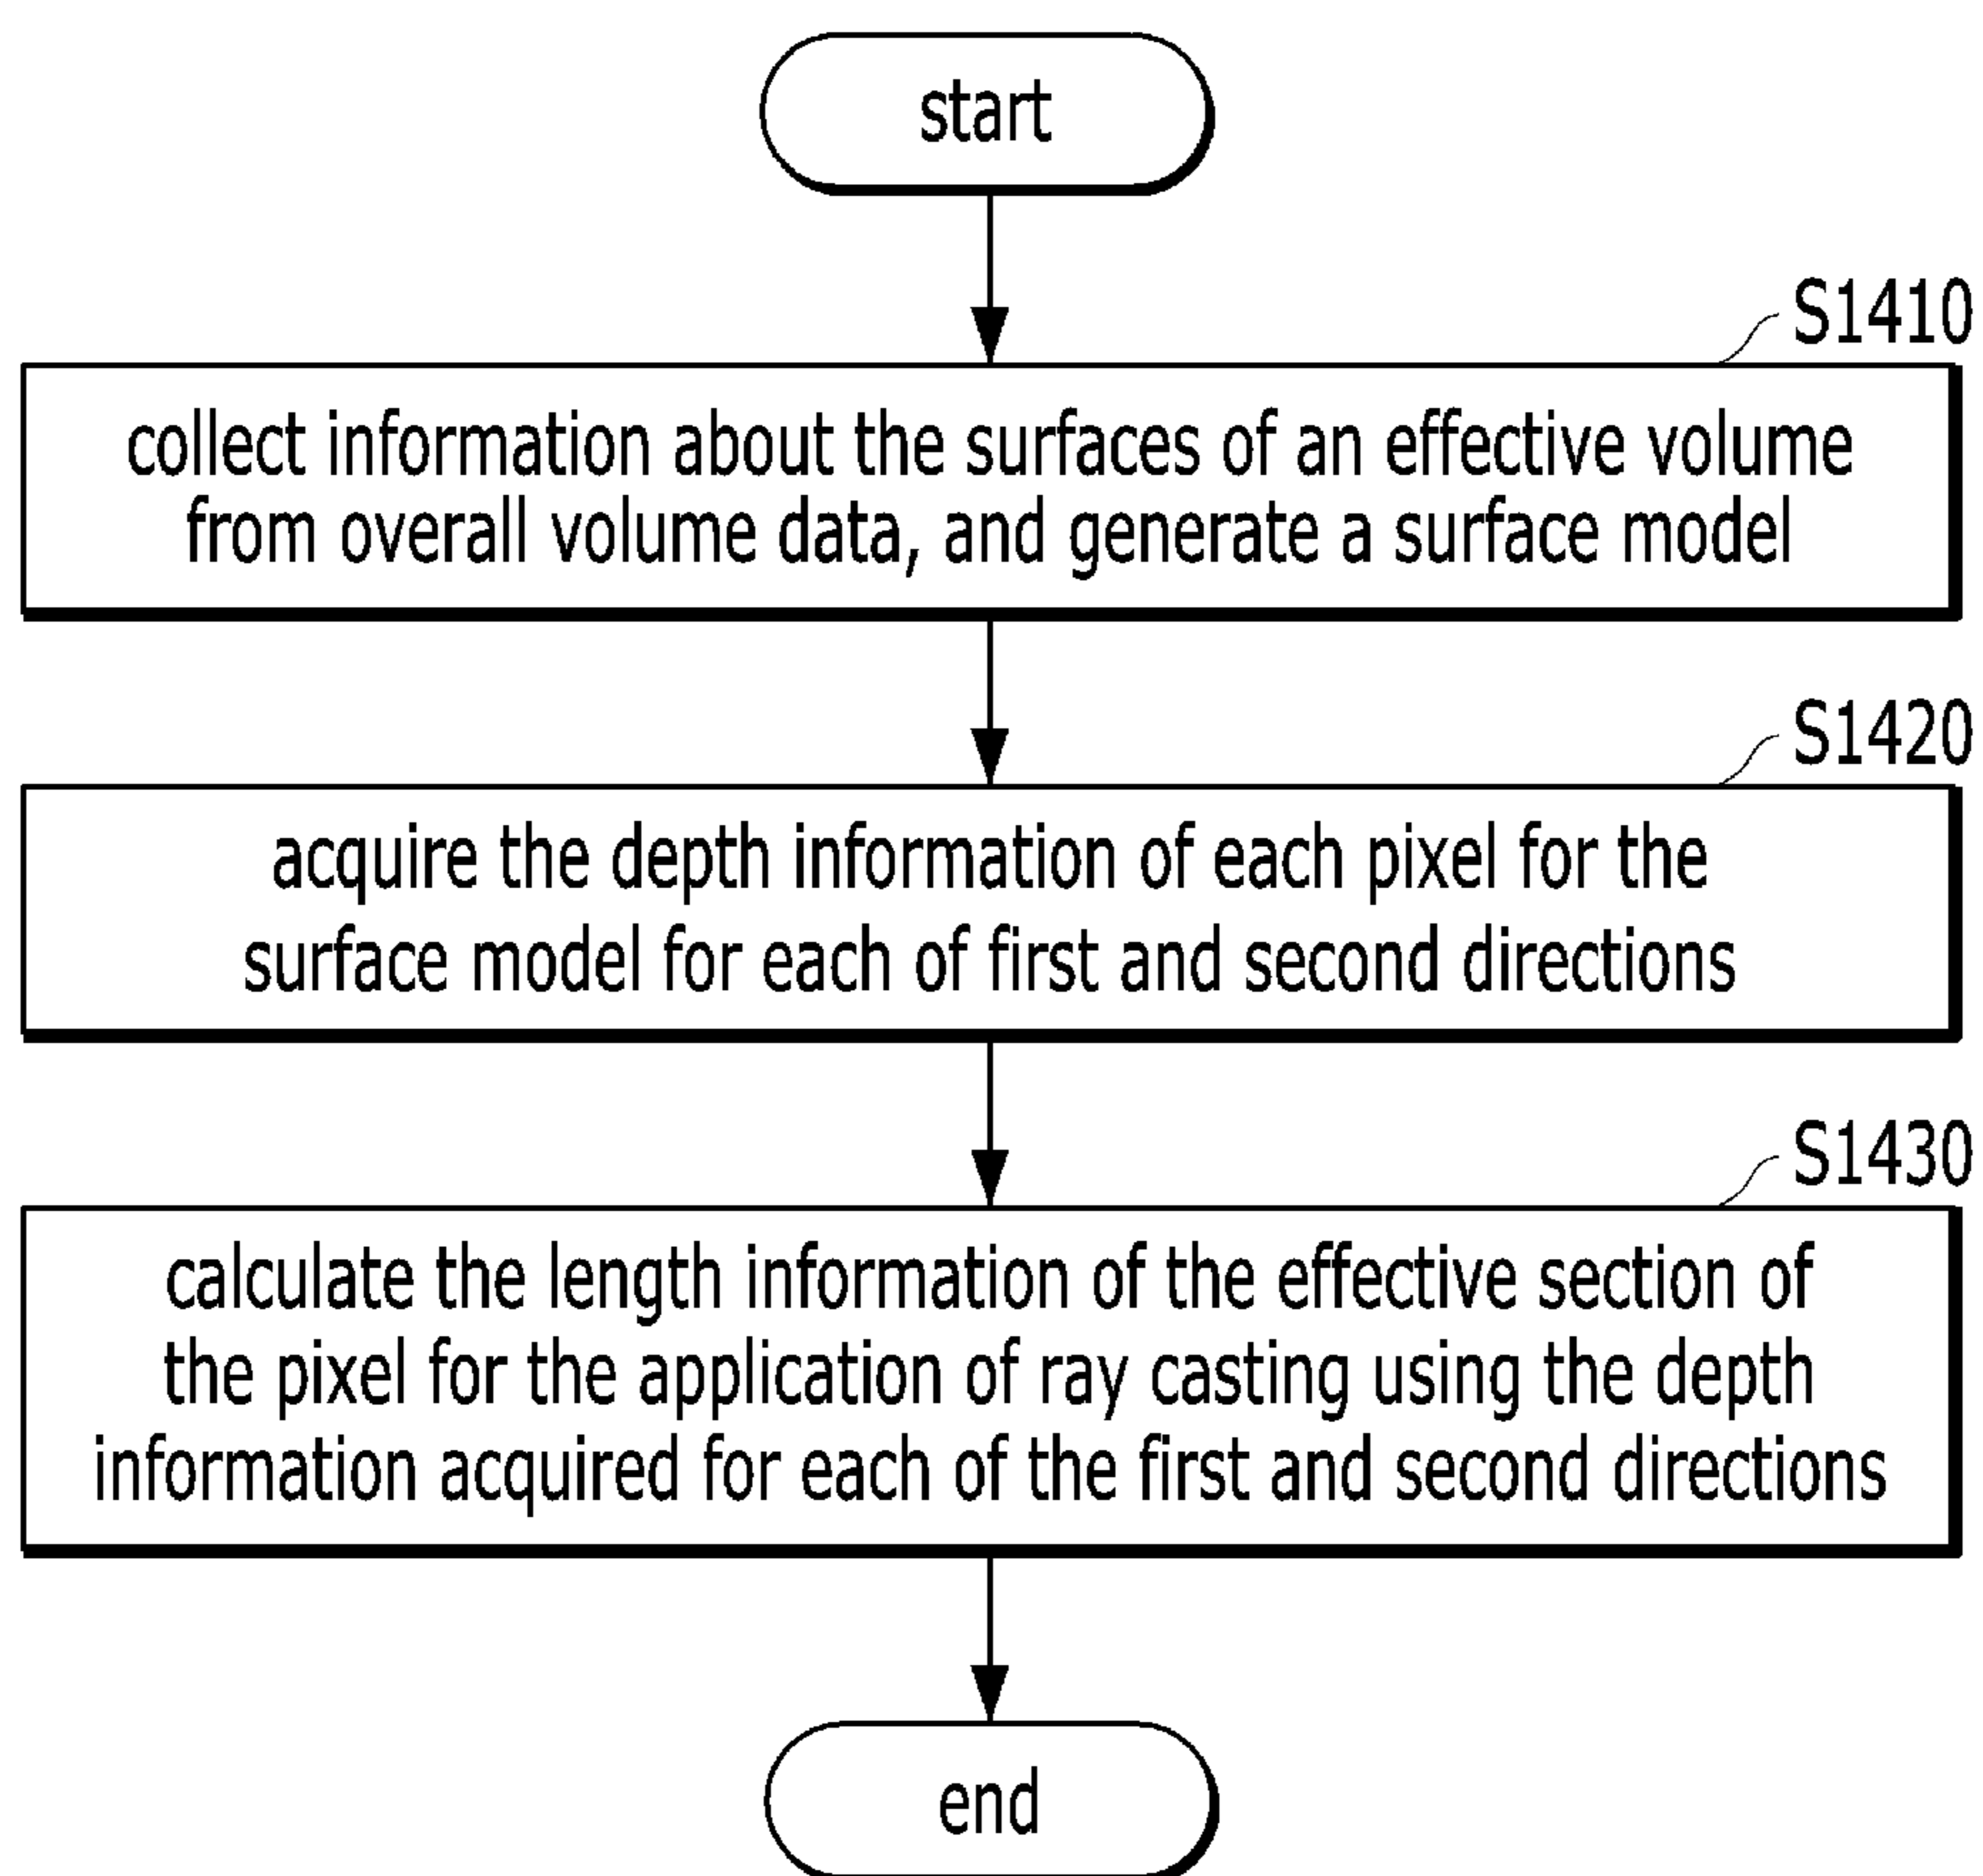 start
S1410
collect information about the surfaces of an effective volume
from overall volume data, and generate a surface model
S1420
acquire the depth information of each pixel for the
surface model for each of first and second directions
S1430
calculate the length information of the effective section of
the pixel for the application of ray casting using the depth
information acquired for each of the first and second directions
end